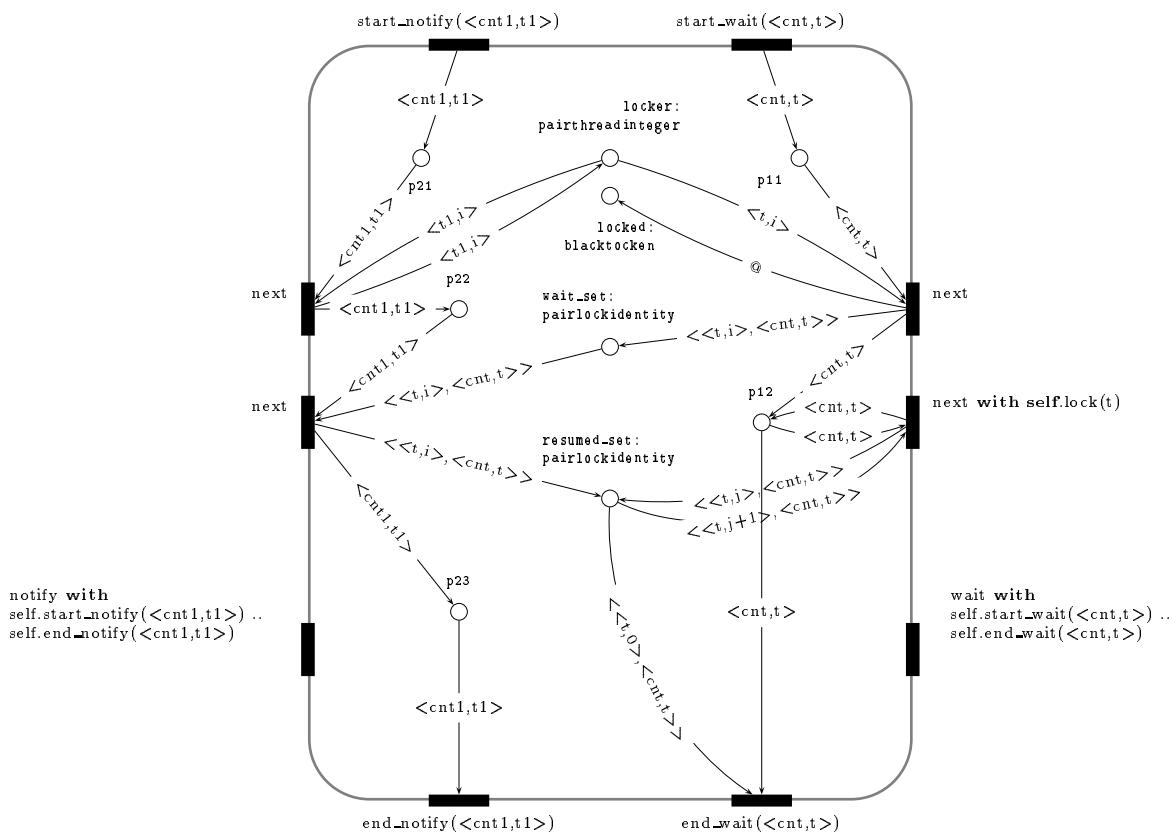 start_notify(<cnt1,t1>)
start_wait(<cnt,t>)
<cnt1,t1>
<cnt,t>
locker:
pairthreadinteger
p21
p11
<cnt1,t1>
<t1,i>
<t1,i>
<t,i>
<cnt,t>
locked:
blacktocken
@
p22
next
<cnt1,t1>
wait_set:
pairlockidentity
next
<<t,i>,<cnt,t>>
<cnt1,t1>
<cnt,t>
<<t,i>,<cnt,t>>
p12
next
<cnt,t>
next with self.lock(t)
<cnt,t>
resumed_set:
pairlockidentity
<<t,i>,<cnt,t>>
<<t,j>,<cnt,t>>
<<t,j+1>,<cnt,t>>
<cnt1,t1>
p23
notify with
self.start_notify(<cnt1,t1>) ..
self.end_notify(<cnt1,t1>)
<cnt,t>
<<t,0>,<cnt,t>>
wait with
self.start_wait(<cnt,t>) ..
self.end_wait(<cnt,t>)
<cnt1,t1>
end_notify(<cnt1,t1>)
end_wait(<cnt,t>)